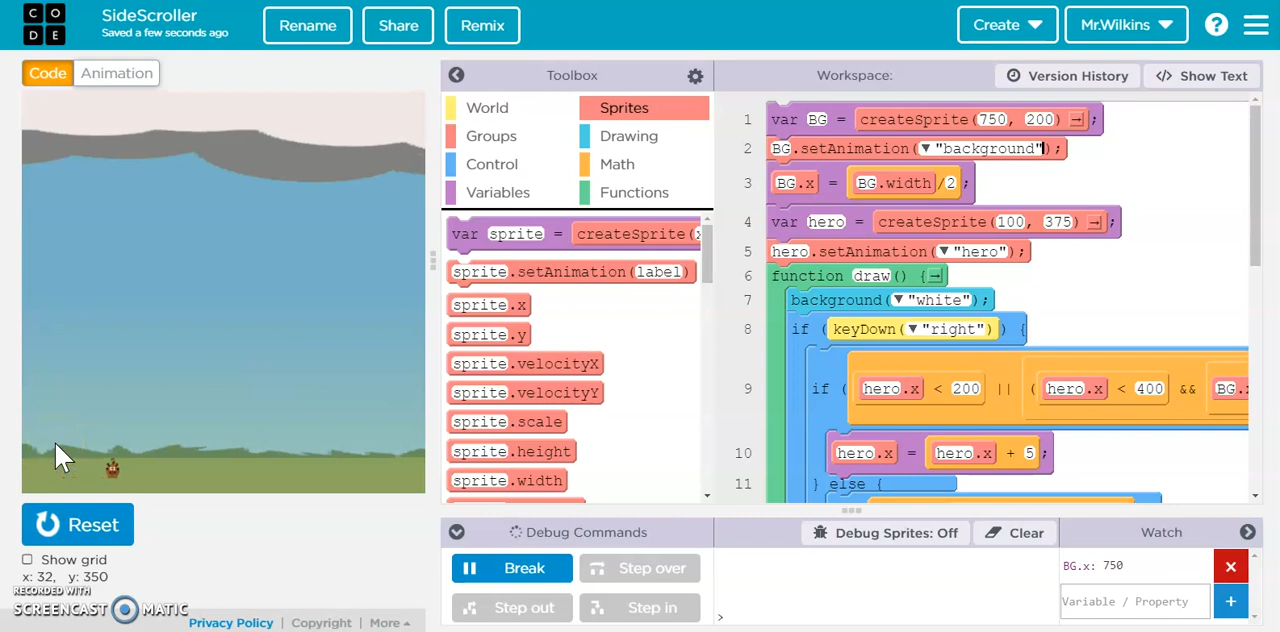 C O
D E
SideScroller
Saved a few seconds ago
Rename
Share
Remix
Create
Mr.Wilkins
?
Code
Animation
Toolbox
Workspace:
Version History
</> Show Text
World
Sprites
Groups
Drawing
Control
Math
Variables
Functions
var sprite = createSprite(
sprite.setAnimation(label)
sprite.x
sprite.y
sprite.velocityX
sprite.velocityY
sprite.scale
sprite.height
sprite.width
1 var BG = createSprite(750, 200) → ;
2 BG.setAnimation( ▼ "background");
3 BG.x = BG.width / 2 ;
4 var hero = createSprite(100, 375) → ;
5 hero.setAnimation( ▼ "hero");
6 function draw() { →
7 background( ▼ "white");
8 if ( keyDown( ▼ "right") ) {
9 if ( hero.x < 200 || ( hero.x < 400 && BG.
10 hero.x = hero.x + 5 ;
11 } else {
Reset
Show grid
x: 32, y: 350
RECORDED WITH
SCREENCAST MATIC
Privacy Policy | Copyright | More
Debug Commands
Break
Step over
Step out
Step in
Debug Sprites: Off
Clear
>
Watch
BG.x: 750
Variable / Property